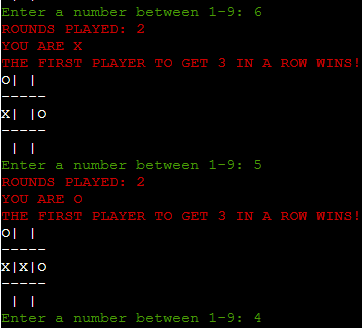 Enter a number between 1-9: 6
ROUNDS PLAYED: 2
YOU ARE X
THE FIRST PLAYER TO GET 3 IN A ROW WINS!
O| |
-----
X| |O
-----
 | |
Enter a number between 1-9: 5
ROUNDS PLAYED: 2
YOU ARE O
THE FIRST PLAYER TO GET 3 IN A ROW WINS!
O| |
-----
X|X|O
-----
 | |
Enter a number between 1-9: 4